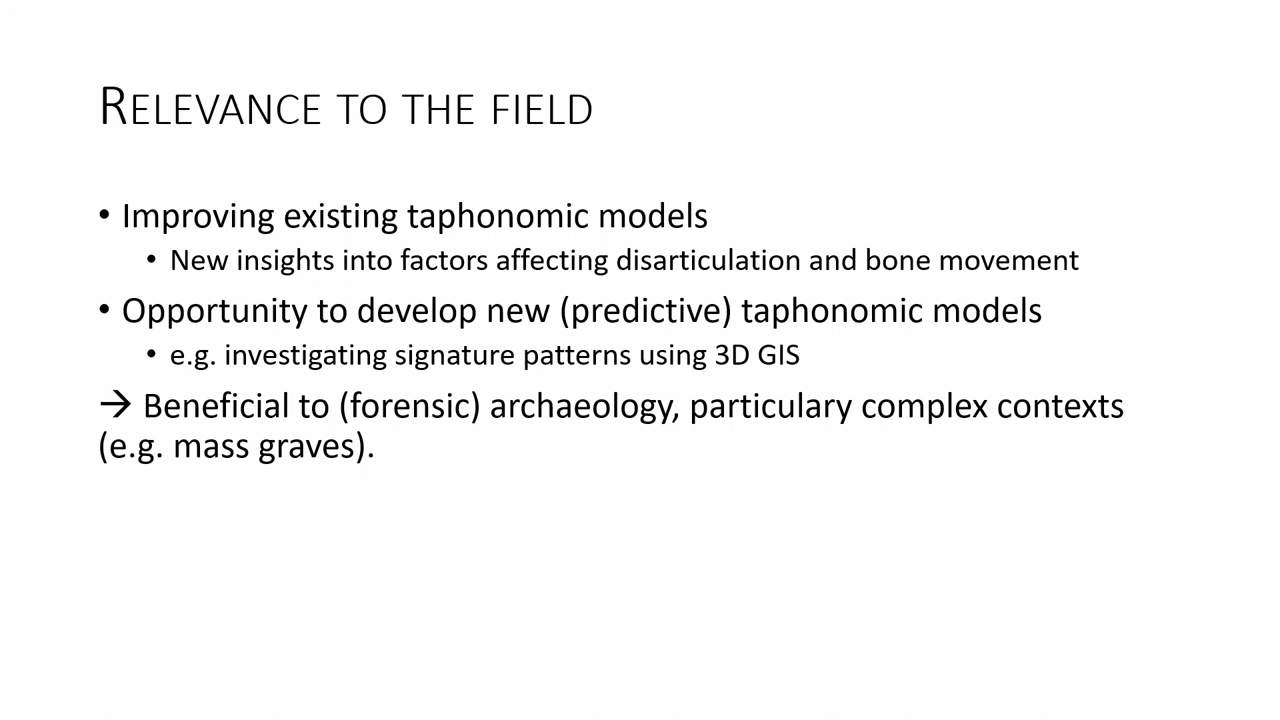 RELEVANCE TO THE FIELD
• Improving existing taphonomic models
• New insights into factors affecting disarticulation and bone movement
• Opportunity to develop new (predictive) taphonomic models
• e.g. investigating signature patterns using 3D GIS
→ Beneficial to (forensic) archaeology, particulary complex contexts
(e.g. mass graves).